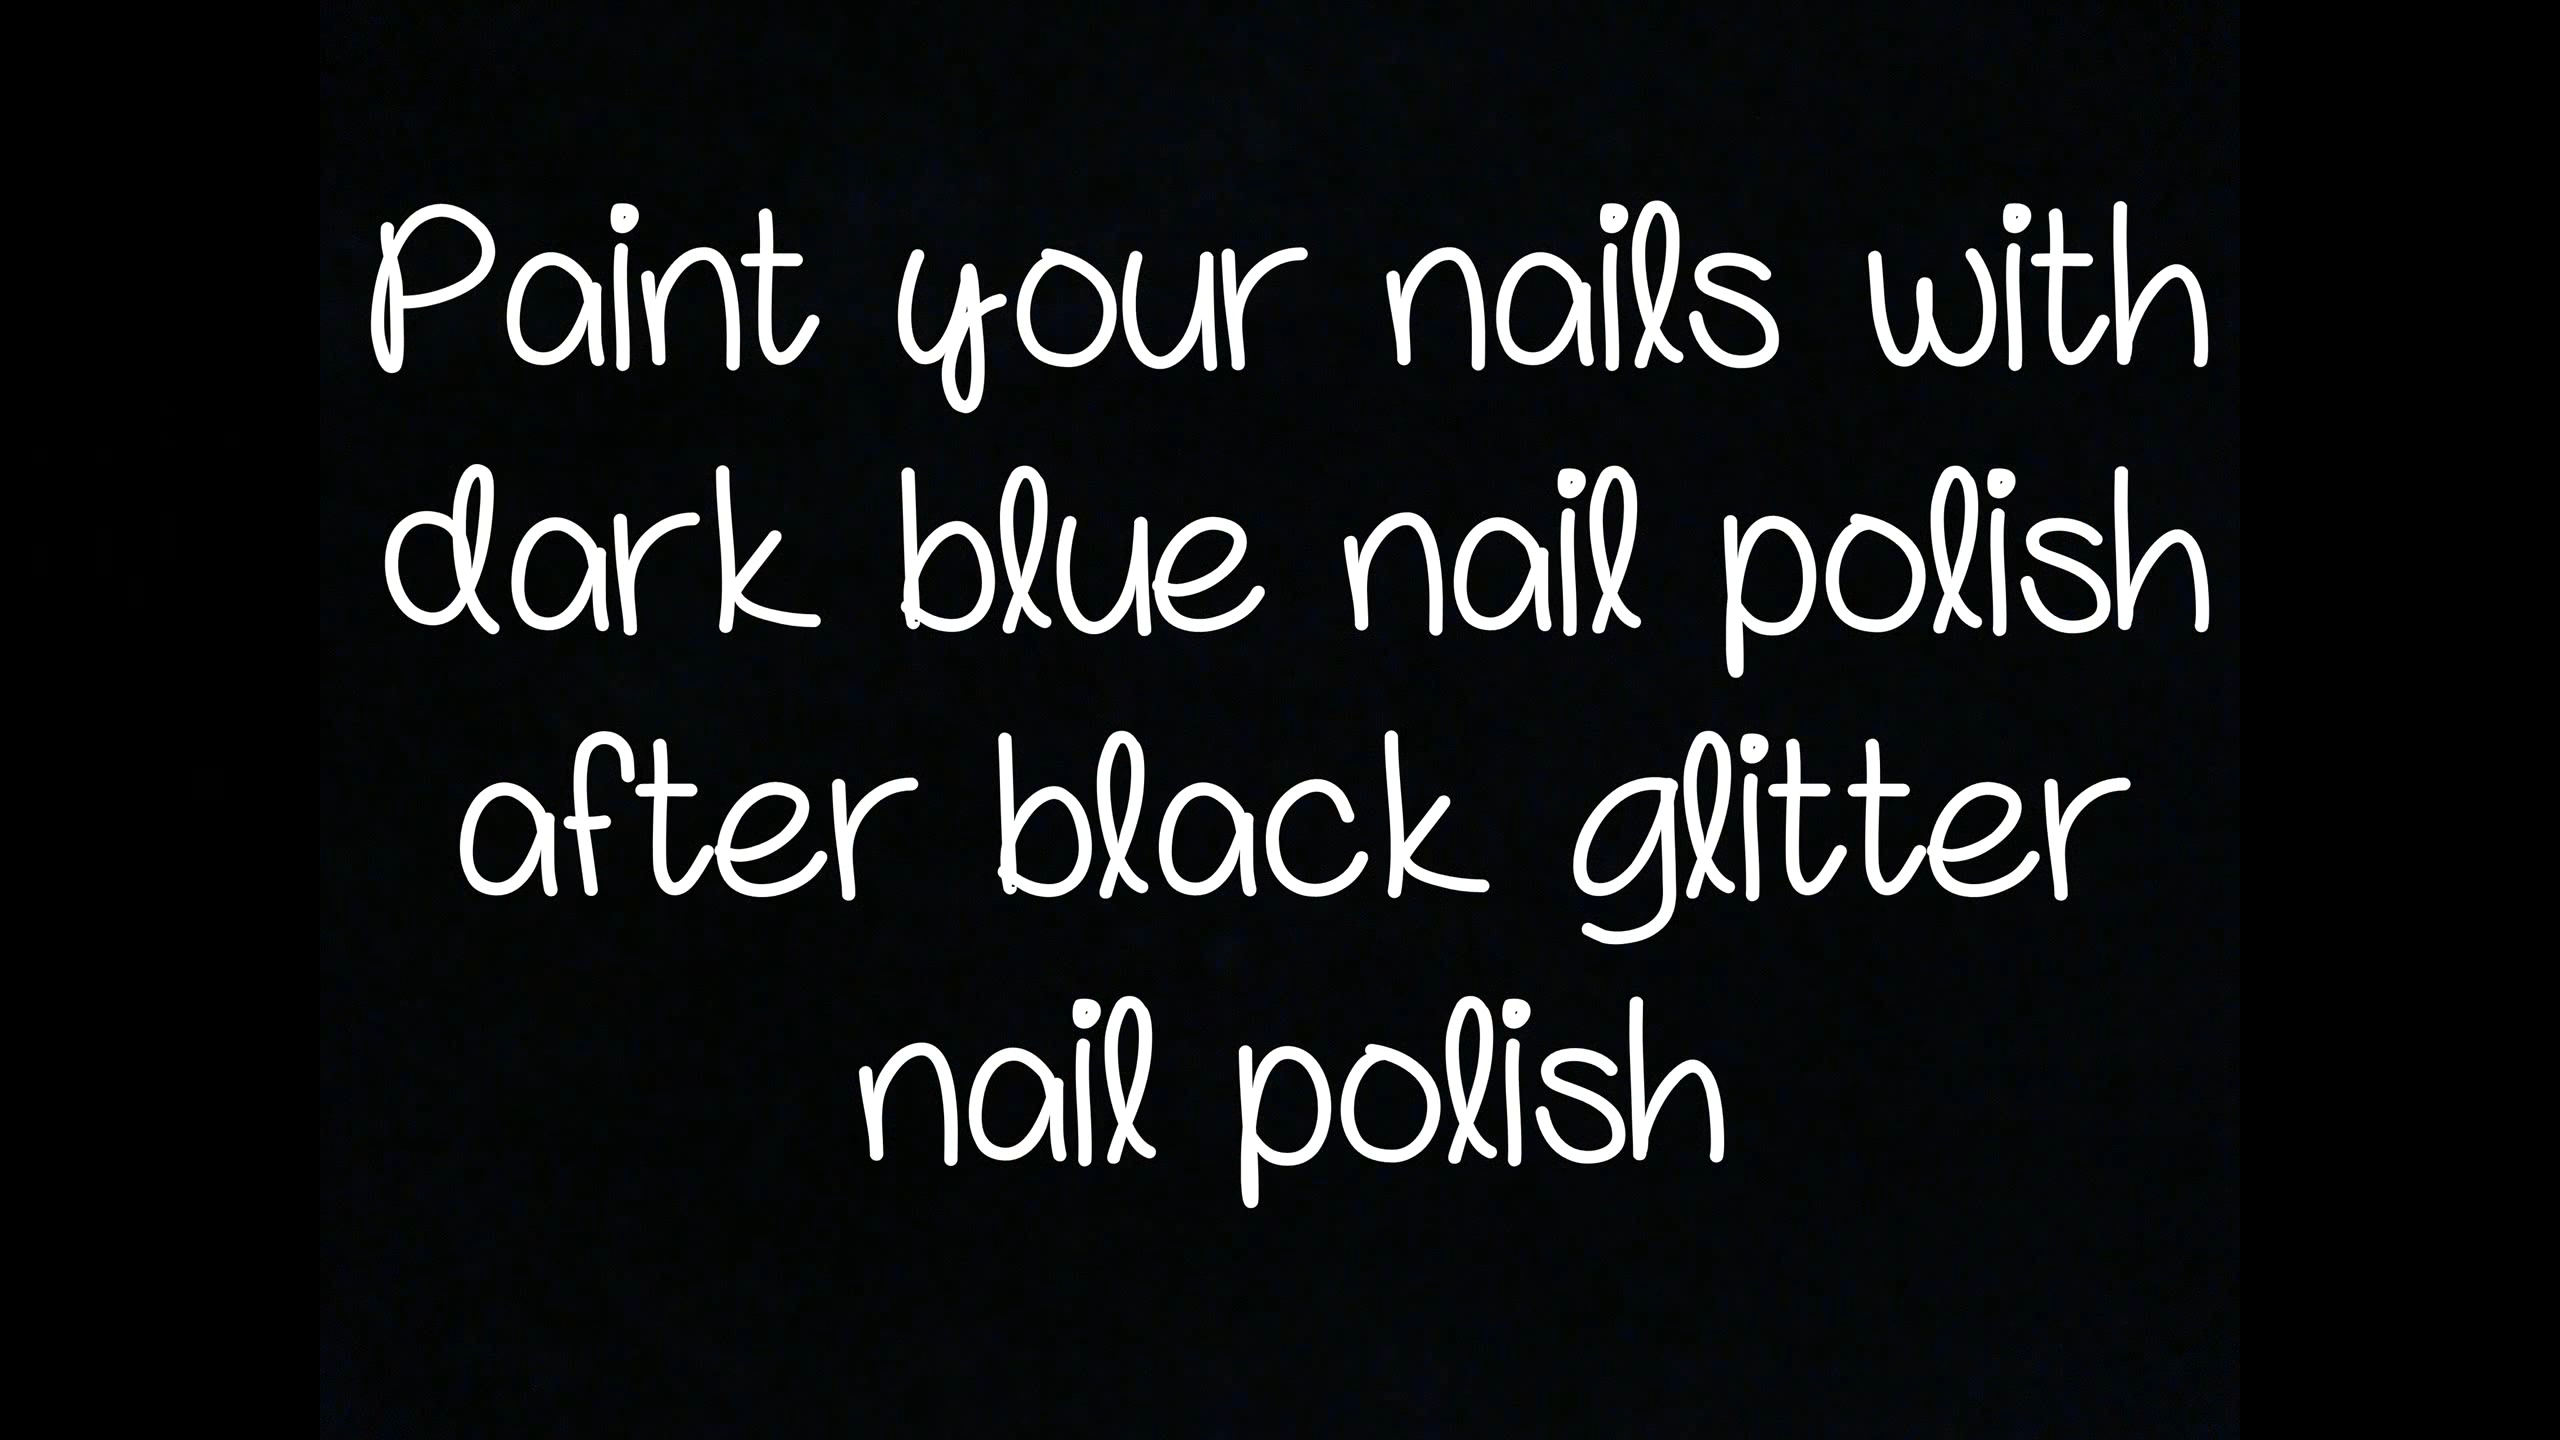 Paint your nails with
dark blue nail polish
after black glitter
nail polish